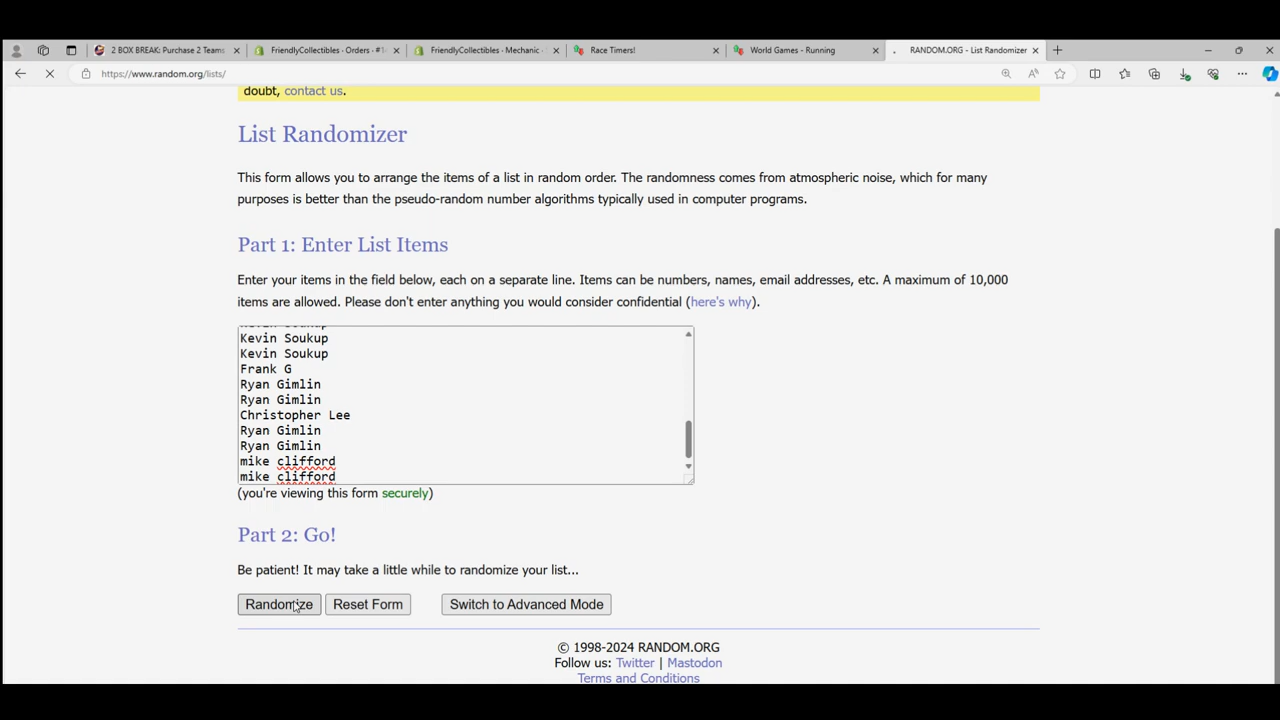 2 BOX BREAK: Purchase 2 Teams
FriendlyCollectibles · Orders · #1
FriendlyCollectibles · Mechanic ·
Race Timers!
World Games - Running
RANDOM.ORG - List Randomizer
https://www.random.org/lists/
doubt, contact us.
List Randomizer
This form allows you to arrange the items of a list in random order. The randomness comes from atmospheric noise, which for many
purposes is better than the pseudo-random number algorithms typically used in computer programs.
Part 1: Enter List Items
Enter your items in the field below, each on a separate line. Items can be numbers, names, email addresses, etc. A maximum of 10,000
items are allowed. Please don't enter anything you would consider confidential (here's why).
Kevin Soukup
Kevin Soukup
Frank G
Ryan Gimlin
Ryan Gimlin
Christopher Lee
Ryan Gimlin
Ryan Gimlin
mike clifford
mike clifford
(you're viewing this form securely)
Part 2: Go!
Be patient! It may take a little while to randomize your list...
Randomize Reset Form Switch to Advanced Mode
© 1998-2024 RANDOM.ORG
Follow us: Twitter | Mastodon
Terms and Conditions